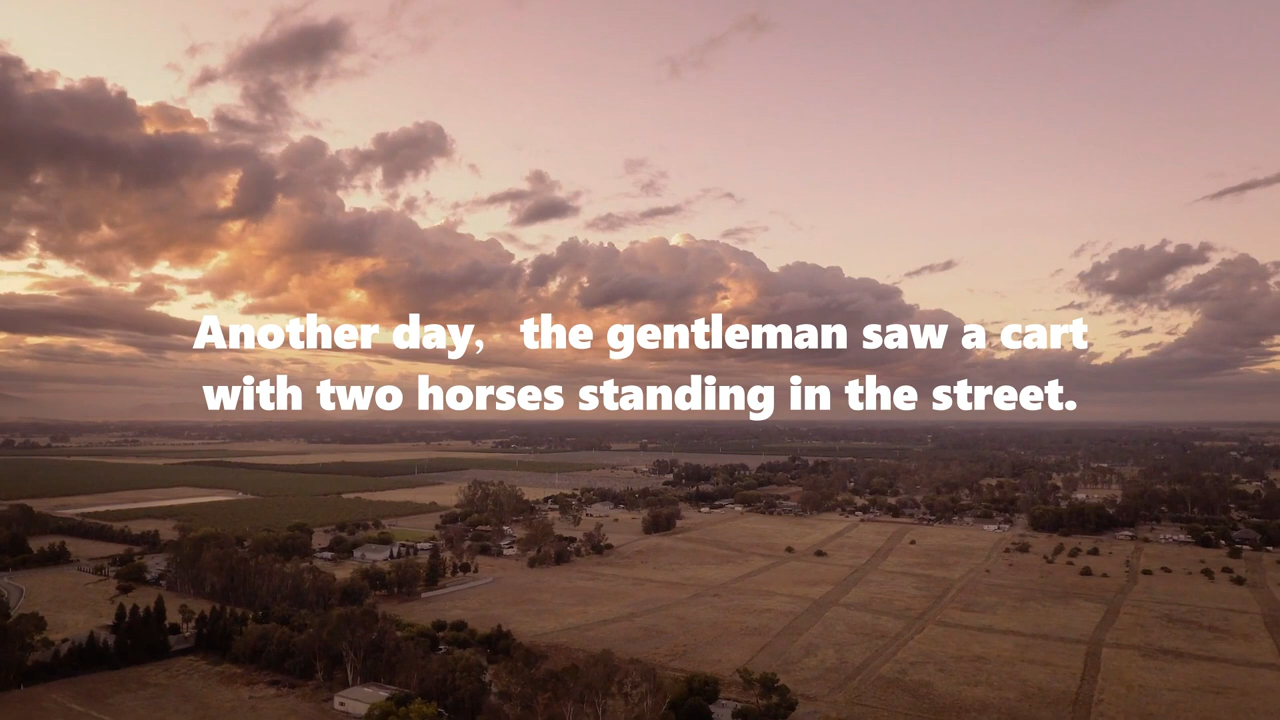 Another day, the gentleman saw a cart
with two horses standing in the street.